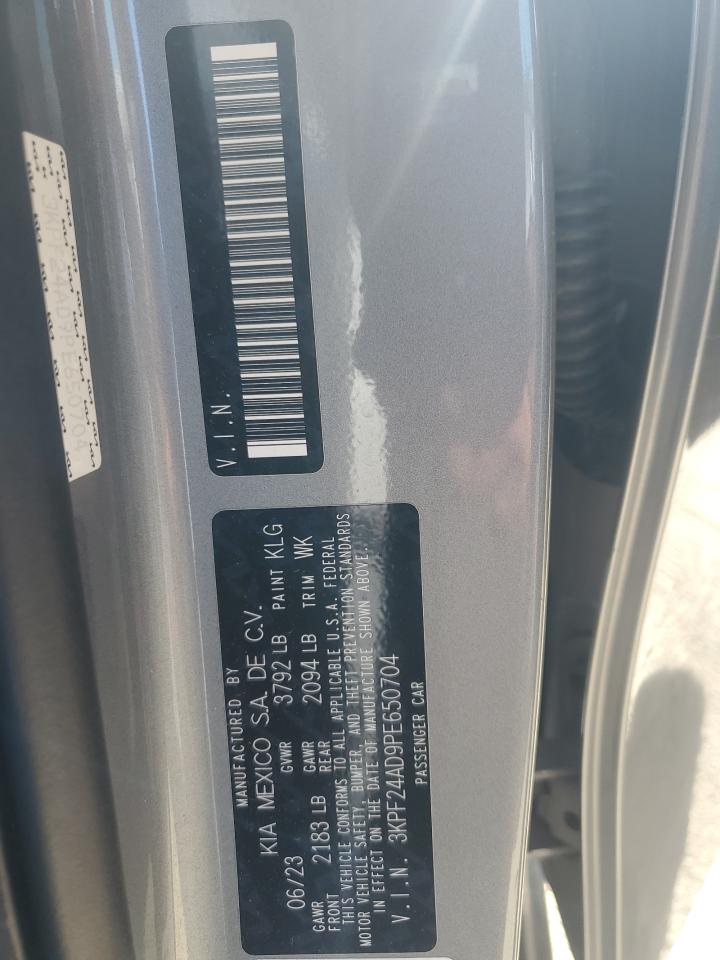 V.I.N.
MANUFACTURED BY
KIA MEXICO S.A. DE C.V.
06/23 GVWR 3792 LB PAINT KLG
GAWR FRONT 2183 LB GAWR REAR 2094 LB TRIM WK
THIS VEHICLE CONFORMS TO ALL APPLICABLE U.S.A. FEDERAL
MOTOR VEHICLE SAFETY, BUMPER, AND THEFT PREVENTION STANDARDS
IN EFFECT ON THE DATE OF MANUFACTURE SHOWN ABOVE.
V.I.N. 3KPF24AD9PE650704
PASSENGER CAR
3KPF24AD9PE650704